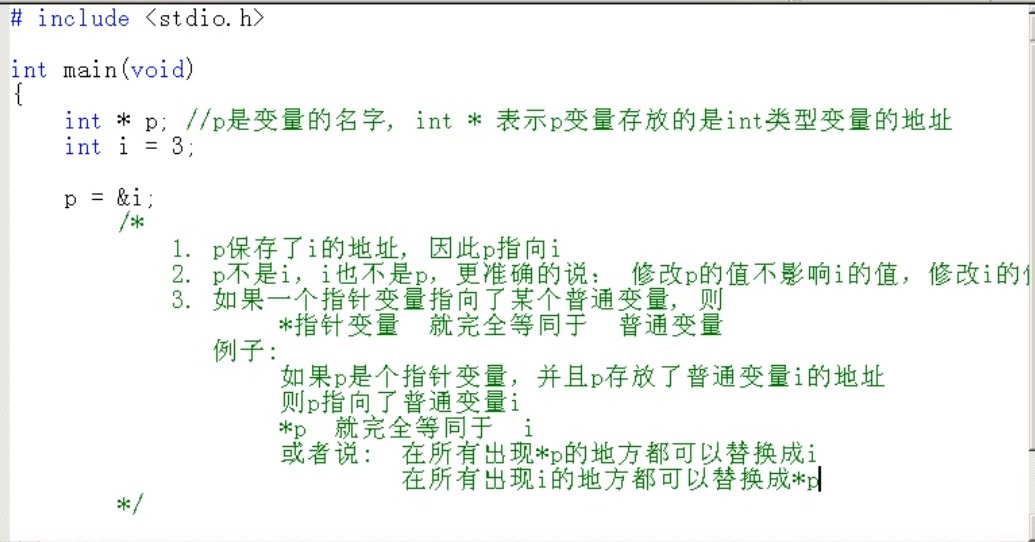 # include <stdio.h>
int main(void)
{
int * p; //p是变量的名字, int * 表示p变量存放的是int类型变量的地址
int i = 3;
p = &i;
/*
1. p保存了i的地址, 因此p指向i
2. p不是i，i也不是p，更准确的说： 修改p的值不影响i的值，修改i的
3. 如果一个指针变量指向了某个普通变量, 则
*指针变量 就完全等同于 普通变量
例子:
如果p是个指针变量，并且p存放了普通变量i的地址
则p指向了普通变量i
*p 就完全等同于 i
或者说: 在所有出现*p的地方都可以替换成i
在所有出现i的地方都可以替换成*p
*/